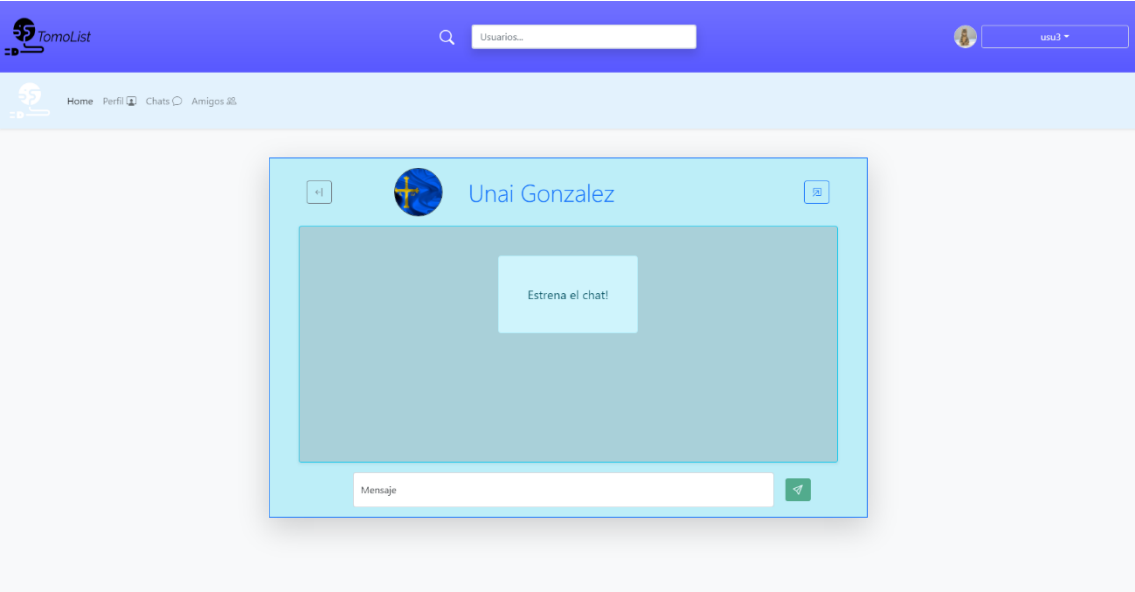 TomoList
Usuarios...
usu3
Home Perfil Chats Amigos
Unai Gonzalez
Estrena el chat!
Mensaje